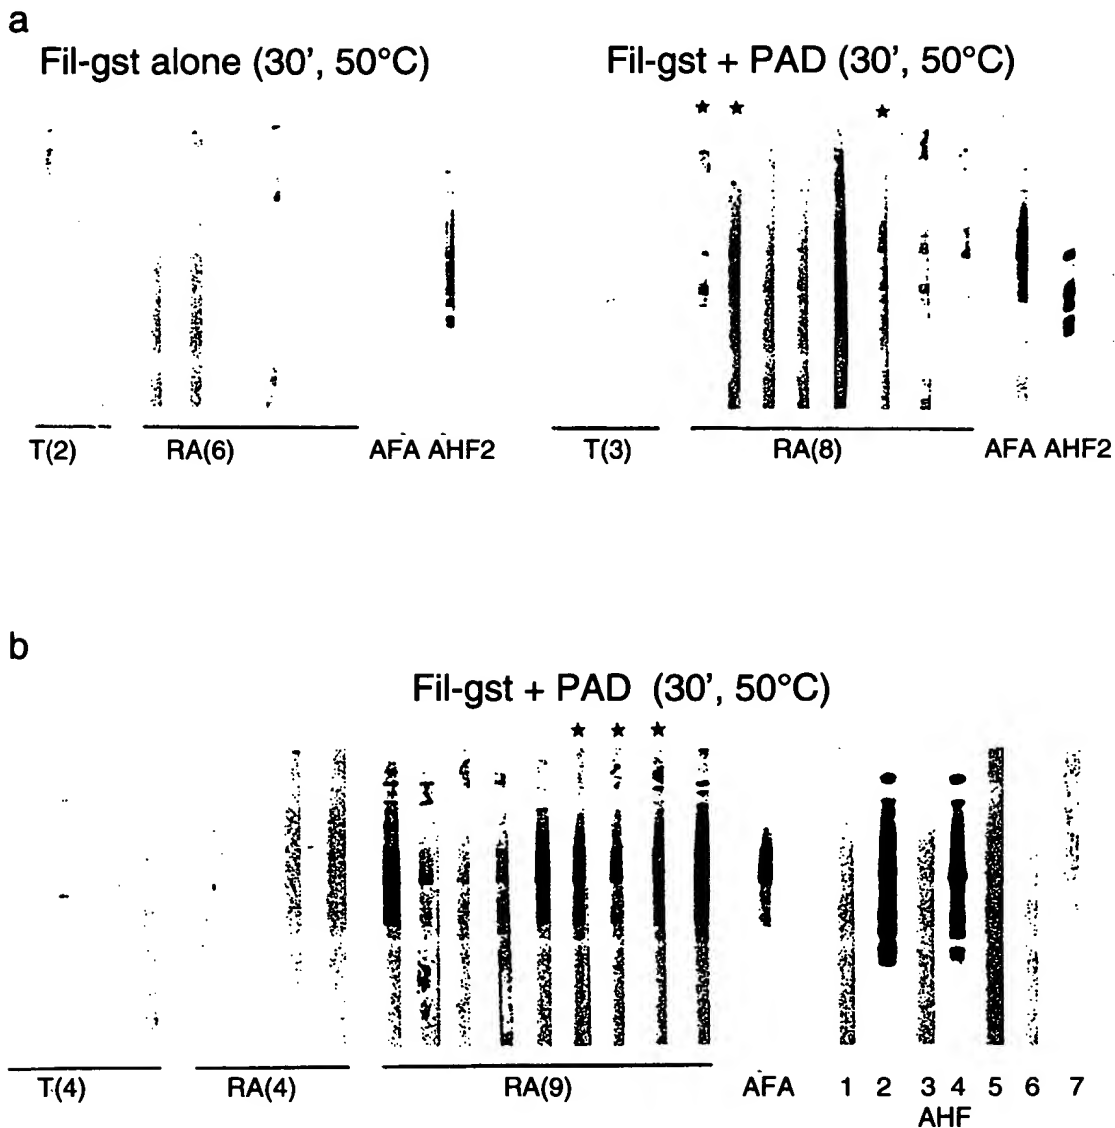 a
Fil-gst alone (30', 50°C)
Fil-gst + PAD (30', 50°C)
★ ★ ★
T(2) RA(6) AFA AHF2 T(3) RA(8) AFA AHF2
b
Fil-gst + PAD (30', 50°C)
★ ★ ★
T(4) RA(4) RA(9) AFA 1 2 3 4 5 6 7
AHF